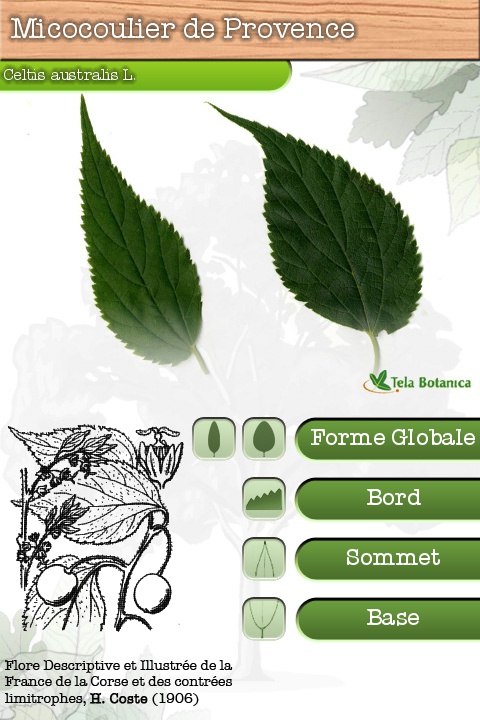 Micocoulier de Provence
Celtis australis L.
Tela Botanica
Forme Globale
Bord
Sommet
Base
Flore Descriptive et Illustrée de la
France de la Corse et des contrées
limitrophes, H. Coste (1906)